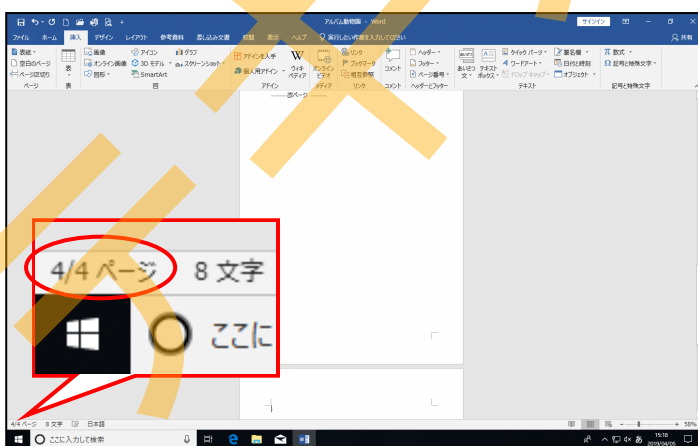 アルバム動物園 - Word
サインイン
ファイル ホーム 挿入 デザイン レイアウト 参考資料 差し込み文書 校閲 表示 ヘルプ 実行したい作業を入力してください
共有
表紙
空白のページ
ページ区切り
ページ
表
表
画像
オンライン画像
図形
アイコン
3D モデル
SmartArt
グラフ
スクリーンショット
図
アドインを入手
個人用アドイン
ウィキペディア
アドイン
オンラインビデオ
メディア
リンク
ブックマーク
相互参照
リンク
コメント
コメント
ヘッダー
フッター
ページ番号
ヘッダーとフッター
あいさつ文
テキストボックス
クイック パーツ
ワードアート
ドロップ キャップ
署名欄
日付と時刻
オブジェクト
テキスト
数式
記号と特殊文字
記号と特殊文字
改ページ
4/4 ページ 8 文字
ここに
4/4 ページ 8 文字 日本語
58%
ここに入力して検索
あ
15:18
2019/04/05